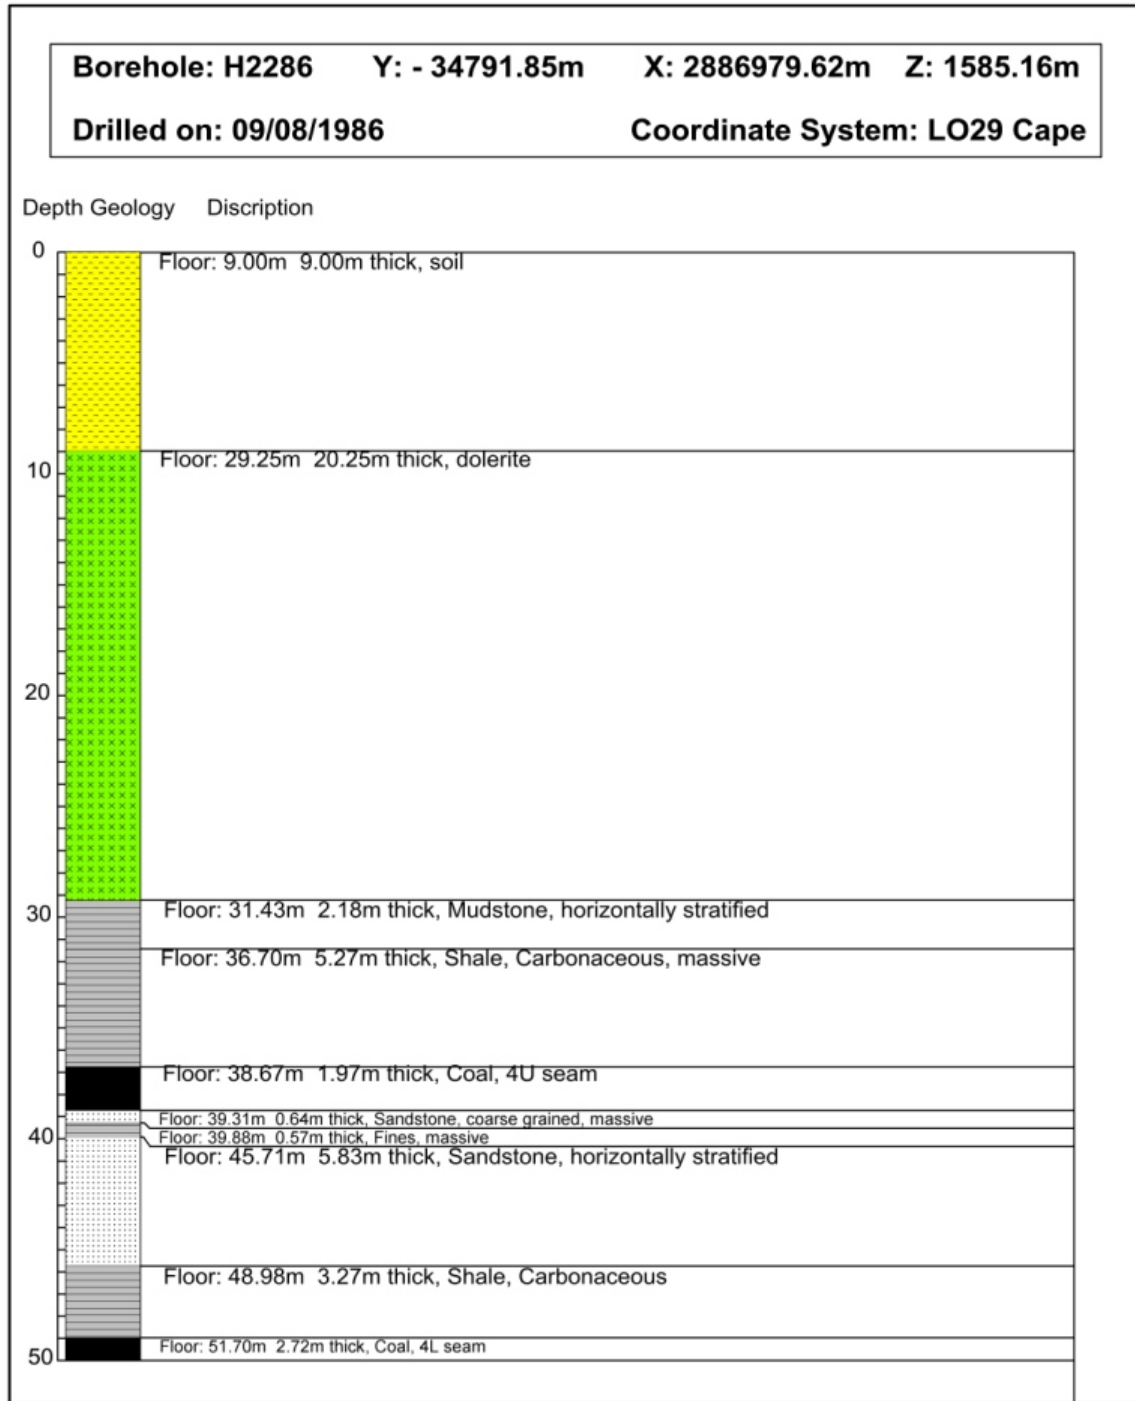 Borehole: H2286 Y: - 34791.85m X: 2886979.62m Z: 1585.16m
Drilled on: 09/08/1986 Coordinate System: LO29 Cape
Depth Geology Discription
0
Floor: 9.00m 9.00m thick, soil
Floor: 29.25m 20.25m thick, dolerite
10
20
Floor: 31.43m 2.18m thick, Mudstone, horizontally stratified
30
Floor: 36.70m 5.27m thick, Shale, Carbonaceous, massive
Floor: 38.67m 1.97m thick, Coal, 4U seam
Floor: 39.31m 0.64m thick, Sandstone, coarse grained, massive
40
Floor: 39.88m 0.57m thick, Fines, massive
Floor: 45.71m 5.83m thick, Sandstone, horizontally stratified
Floor: 48.98m 3.27m thick, Shale, Carbonaceous
Floor: 51.70m 2.72m thick, Coal, 4L seam
50